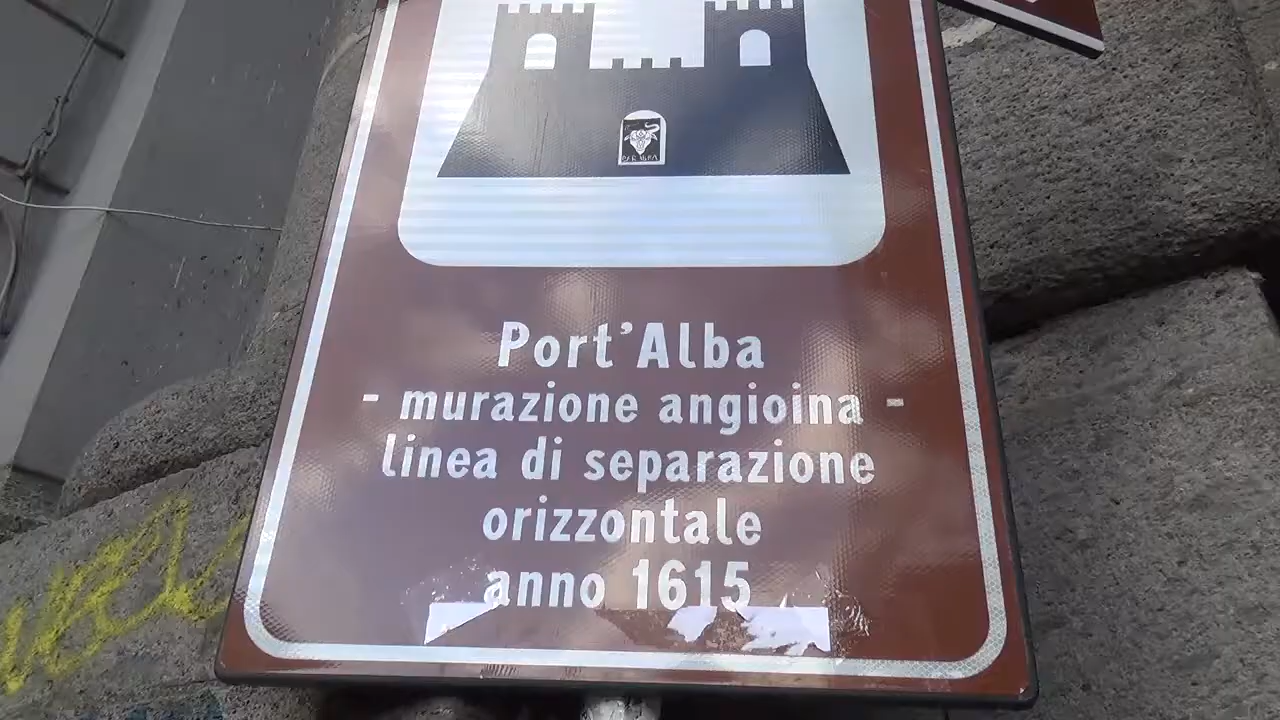 Port'Alba
- murazione angioina -
linea di separazione
orizzontale
anno 1615